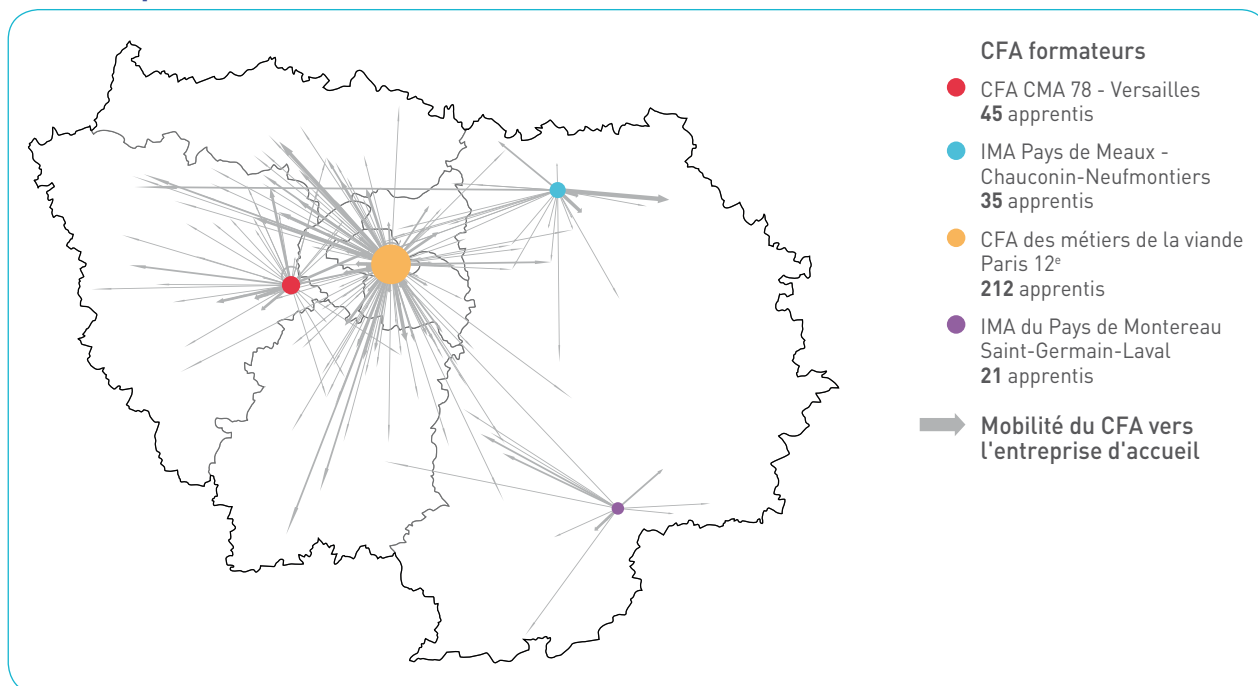 CFA formateurs
CFA CMA 78 - Versailles
45 apprentis
IMA Pays de Meaux -
Chauconin-Neufmontiers
35 apprentis
CFA des métiers de la viande
Paris 12e
212 apprentis
IMA du Pays de Montereau
Saint-Germain-Laval
21 apprentis
Mobilité du CFA vers
l'entreprise d'accueil